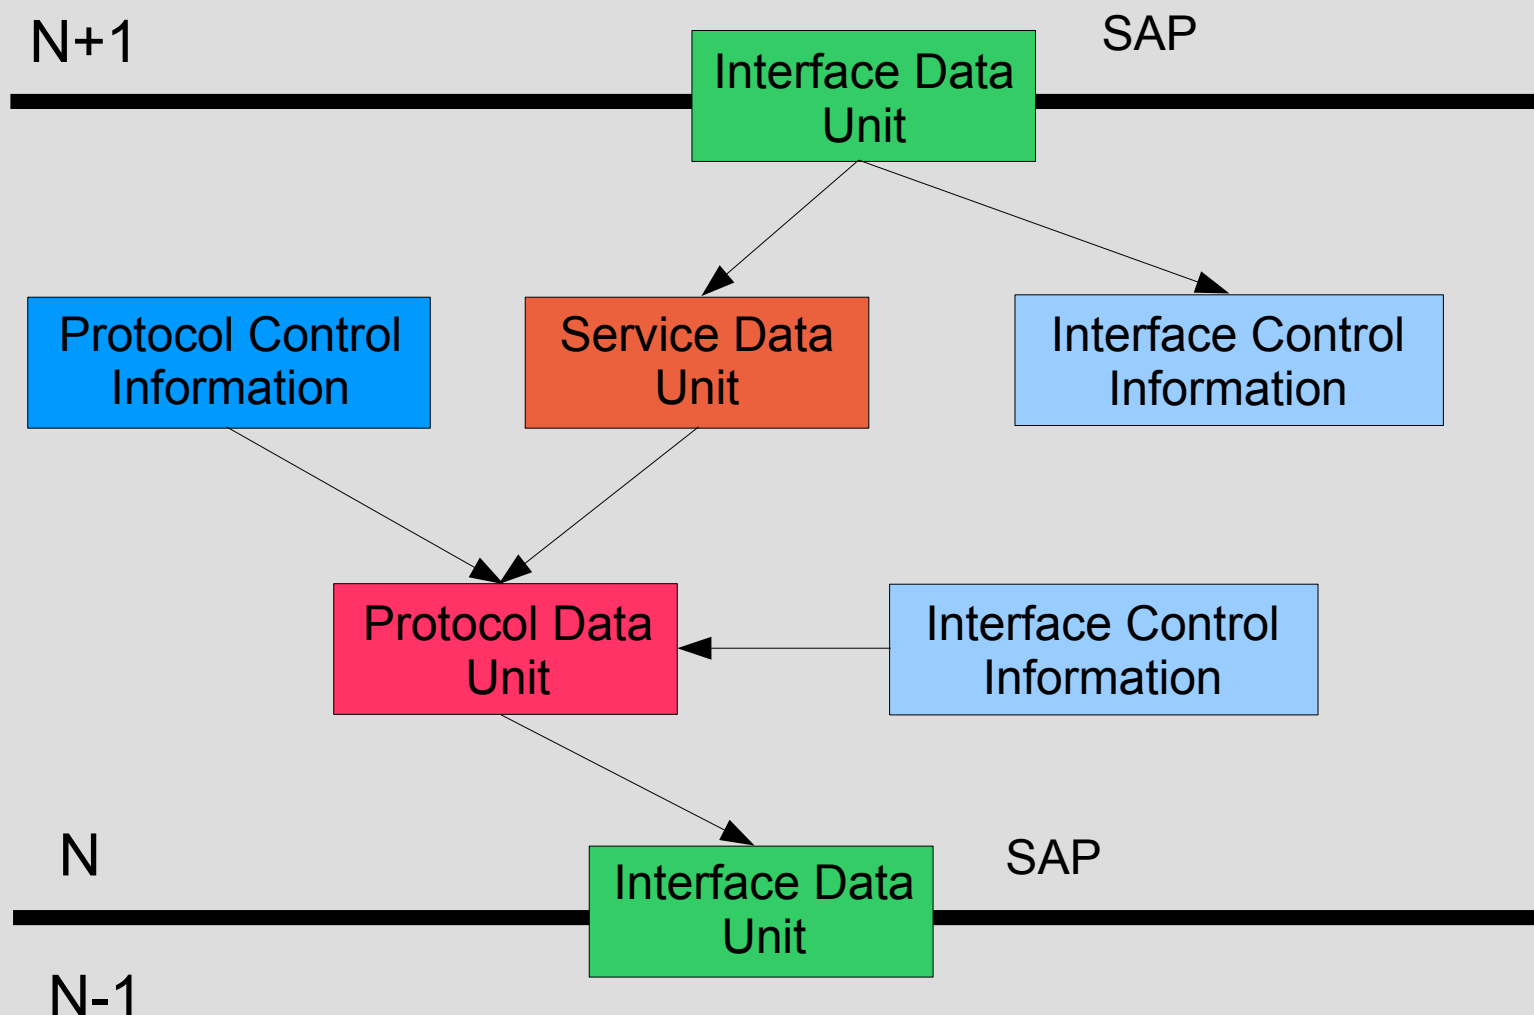 N+1
SAP
Interface Data
Unit
Protocol Control
Information
Service Data
Unit
Interface Control
Information
Protocol Data
Unit
Interface Control
Information
N
SAP
Interface Data
Unit
N-1